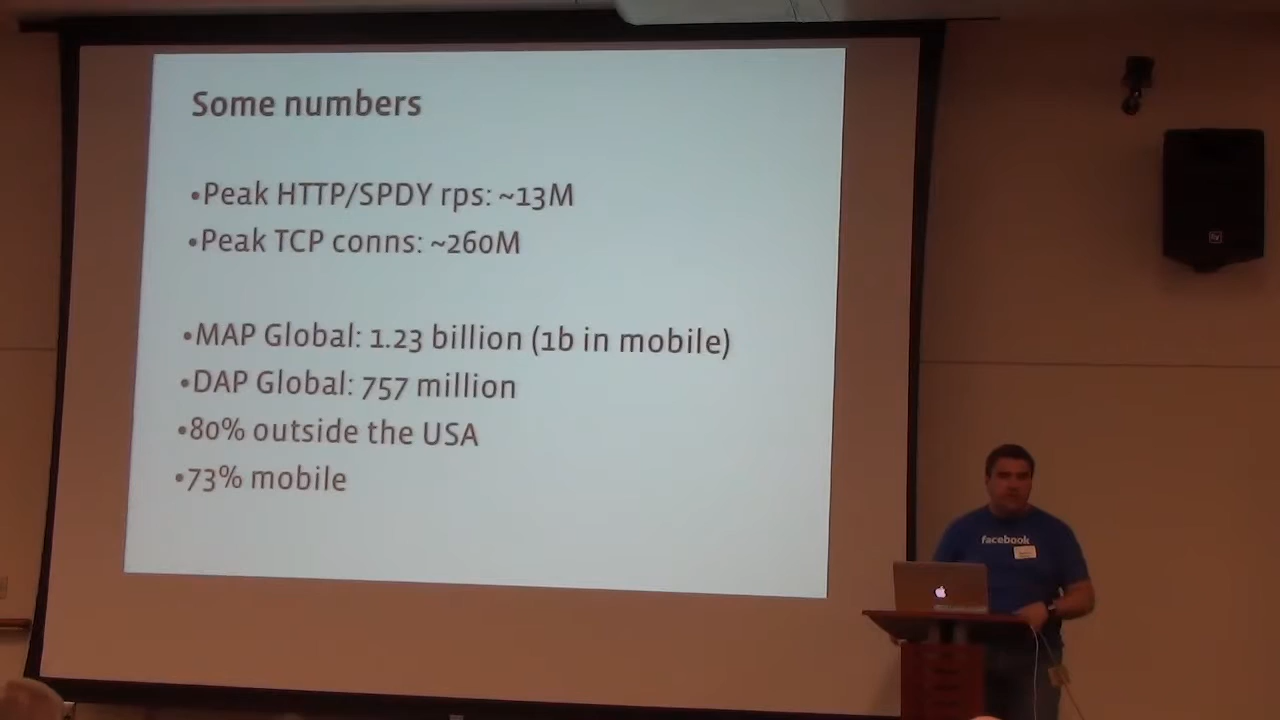 Some numbers
•Peak HTTP/SPDY rps: ~13M
•Peak TCP conns: ~260M
•MAP Global: 1.23 billion (1b in mobile)
•DAP Global: 757 million
•80% outside the USA
•73% mobile
facebook